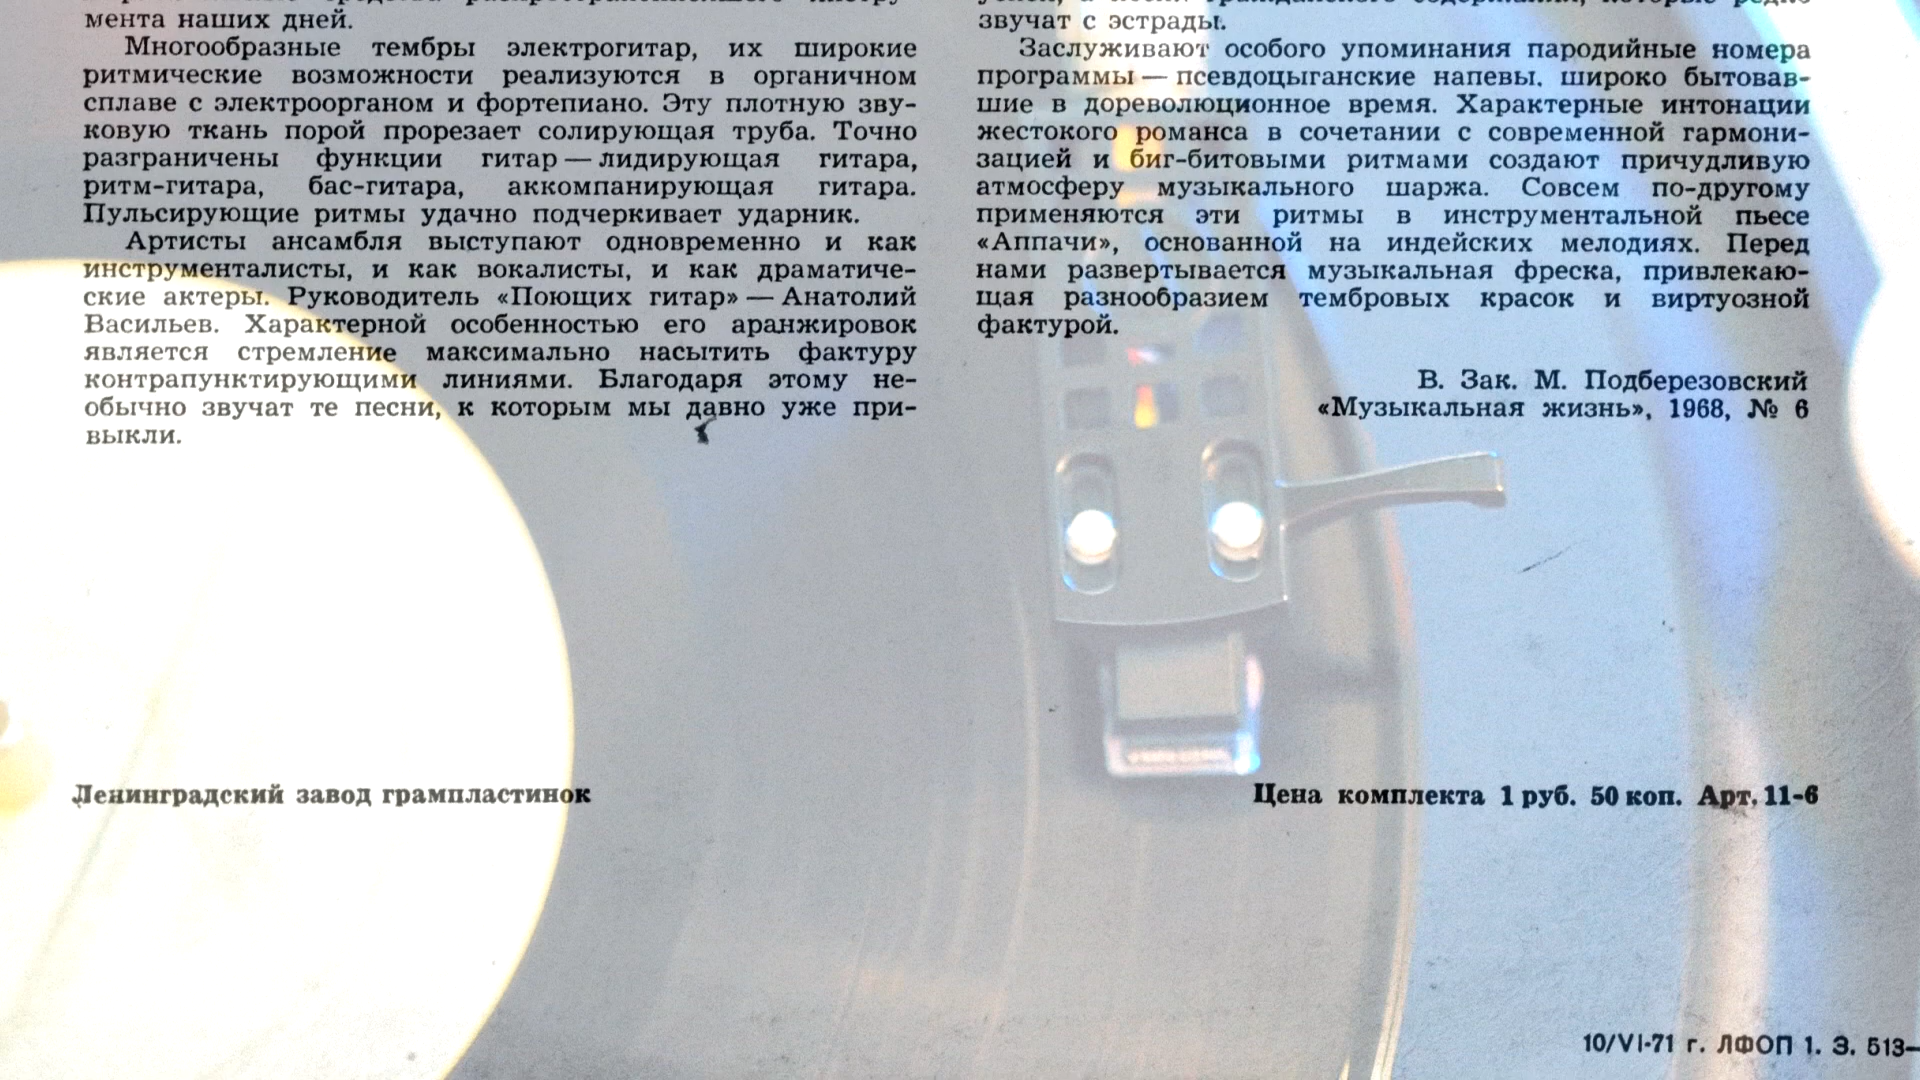 мента наших дней.
Многообразные тембры электрогитар, их широкие
ритмические возможности реализуются в органичном
сплаве с электроорганом и фортепиано. Эту плотную зву-
ковую ткань порой прорезает солирующая труба. Точно
разграничены функции гитар — лидирующая гитара,
ритм-гитара, бас-гитара, аккомпанирующая гитара.
Пульсирующие ритмы удачно подчеркивает ударник.
Артисты ансамбля выступают одновременно и как
инструменталисты, и как вокалисты, и как драматиче-
ские актеры. Руководитель «Поющих гитар» — Анатолий
Васильев. Характерной особенностью его аранжировок
является стремление максимально насытить фактуру
контрапунктирующими линиями. Благодаря этому не-
обычно звучат те песни, к которым мы давно уже при-
выкли.
звучат с эстрады.
Заслуживают особого упоминания пародийные номера
программы — псевдоцыганские напевы, широко бытовав-
шие в дореволюционное время. Характерные интонации
жестокого романса в сочетании с современной гармони-
зацией и биг-битовыми ритмами создают причудливую
атмосферу музыкального шаржа. Совсем по-другому
применяются эти ритмы в инструментальной пьесе
«Аппачи», основанной на индейских мелодиях. Перед
нами развертывается музыкальная фреска, привлекаю-
щая разнообразием тембровых красок и виртуозной
фактурой.
В. Зак. М. Подберезовский
«Музыкальная жизнь», 1968, № 6
Ленинградский завод грампластинок
Цена комплекта 1 руб. 50 коп. Арт. 11-6
10/VI-71 г. ЛФОП 1. З. 513—